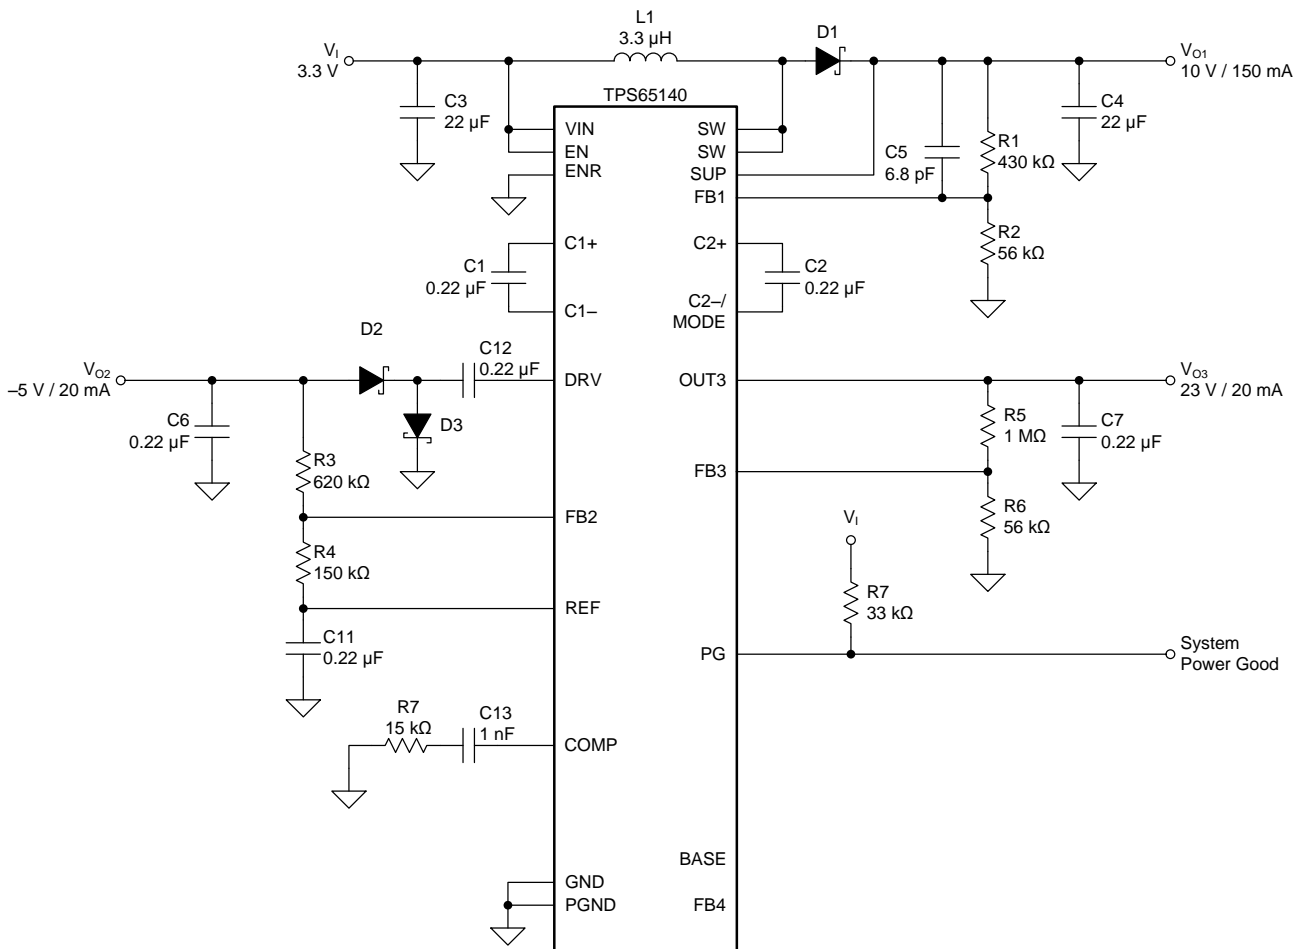 L1
3.3 µH
D1
VI
3.3 V
VO1
10 V / 150 mA
TPS65140
C3
22 µF
C4
22 µF
VIN
EN
ENR
SW
SW
SUP
FB1
C5
6.8 pF
R1
430 kΩ
R2
56 kΩ
C1+
C1–
C1
0.22 µF
C2+
C2–/
MODE
C2
0.22 µF
D2
C12
0.22 µF
VO2
–5 V / 20 mA
DRV
OUT3
VO3
23 V / 20 mA
C6
0.22 µF
D3
R5
1 MΩ
C7
0.22 µF
R3
620 kΩ
FB3
R6
56 kΩ
FB2
VI
R4
150 kΩ
R7
33 kΩ
REF
C11
0.22 µF
PG
System
Power Good
R7
15 kΩ
C13
1 nF
COMP
BASE
GND
PGND
FB4